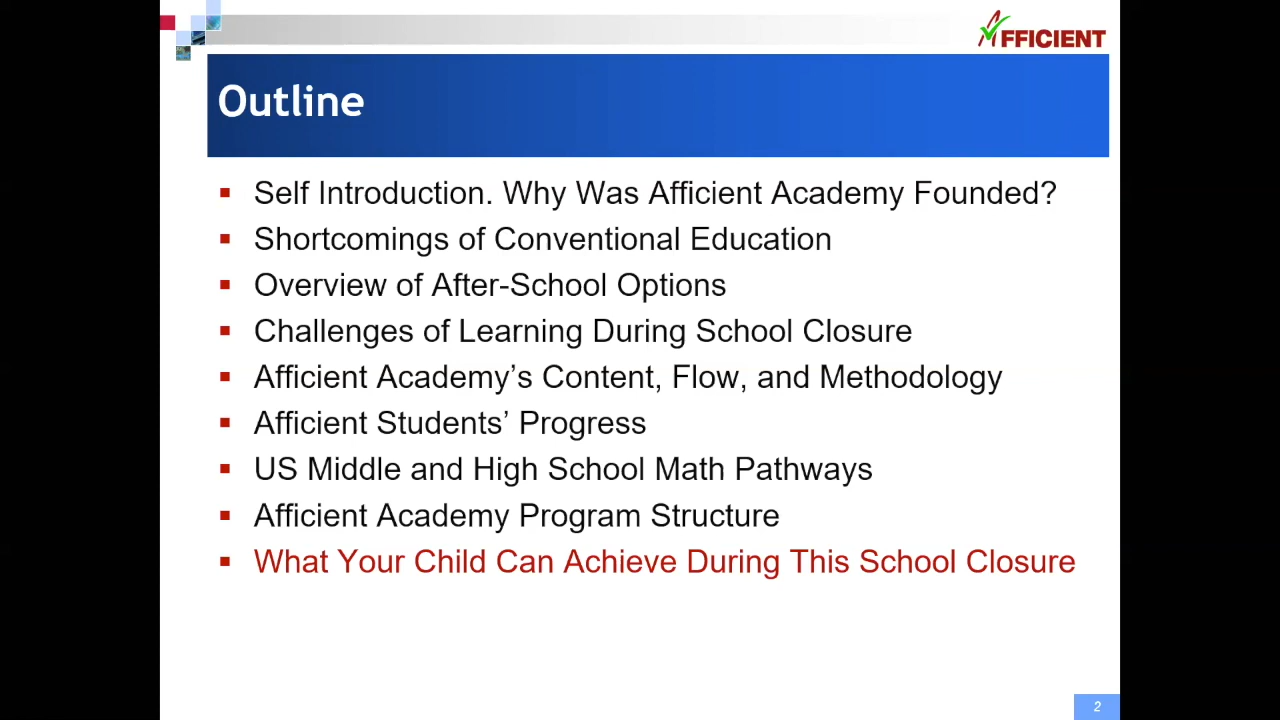 AFFICIENT
Outline
Self Introduction. Why Was Afficient Academy Founded?
Shortcomings of Conventional Education
Overview of After-School Options
Challenges of Learning During School Closure
Afficient Academy’s Content, Flow, and Methodology
Afficient Students’ Progress
US Middle and High School Math Pathways
Afficient Academy Program Structure
What Your Child Can Achieve During This School Closure
2